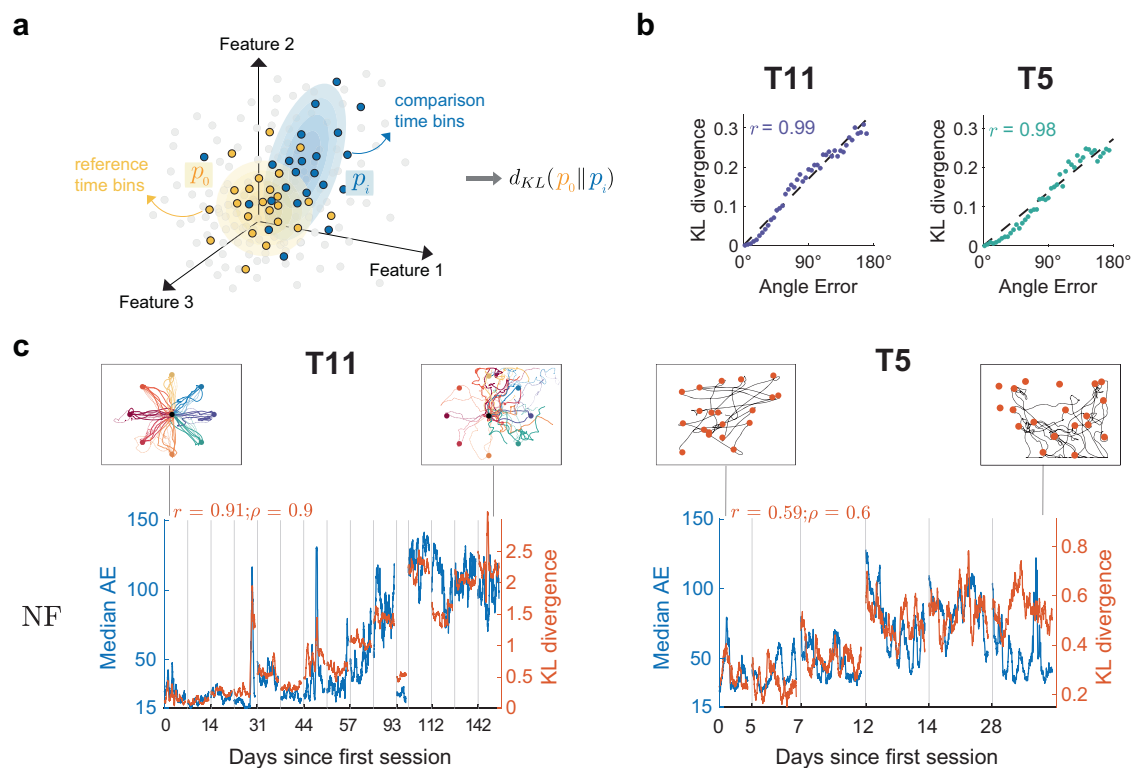 a
Feature 2
comparison
time bins
reference
time bins
p₀
pᵢ
d_KL(p₀‖pᵢ)
Feature 1
Feature 3
b
T11
T5
KL divergence
0.3
0.2
0.1
0
r = 0.99
0°
90°
180°
Angle Error
KL divergence
0.3
0.2
0.1
0
r = 0.98
0°
90°
180°
Angle Error
c
T11
T5
NF
r = 0.91;ρ = 0.9
Median AE
150
100
50
15
KL divergence
2.5
2
1.5
1
0.5
0
0 14 31 44 57 93 112 142
Days since first session
r = 0.59;ρ = 0.6
Median AE
150
100
50
15
KL divergence
0.8
0.6
0.4
0.2
0 5 7 12 14 28
Days since first session